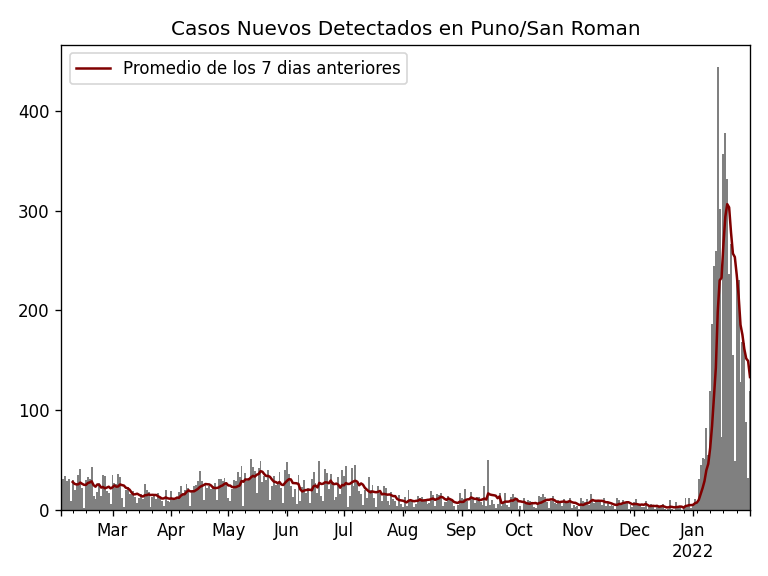 Casos Nuevos Detectados en Puno/San Roman
Promedio de los 7 dias anteriores
400
300
200
100
0
Mar Apr May Jun Jul Aug Sep Oct Nov Dec Jan
2022